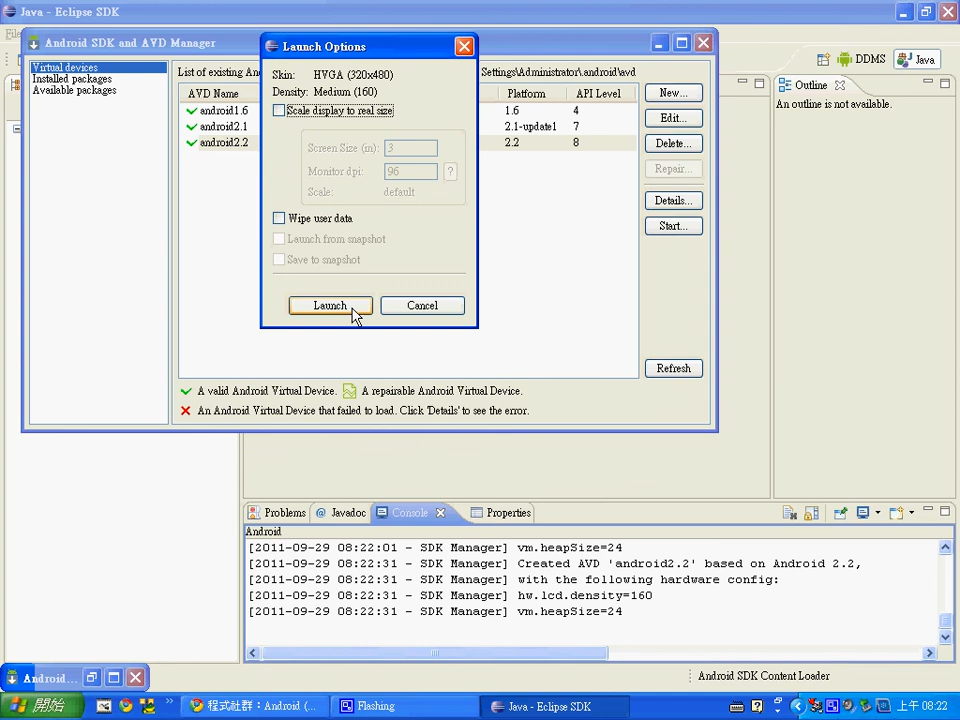 Java - Eclipse SDK
Android SDK and AVD Manager
Launch Options
Virtual devices
Installed packages
Available packages
Skin: HVGA (320x480)
Density: Medium (160)
Scale display to real size
Screen Size (in): 3
Monitor dpi: 96
?
Scale: default
Wipe user data
Launch from snapshot
Save to snapshot
Launch
Cancel
List of existing An
Settings\Administrator\android\avd
AVD Name Platform API Level
android1.6 1.6 4
android2.1 2.1-update1 7
android2.2 2.2 8
New...
Edit...
Delete...
Repair...
Details...
Start...
Refresh
A valid Android Virtual Device. A repairable Android Virtual Device.
An Android Virtual Device that failed to load. Click 'Details' to see the error.
DDMS
Java
Outline
An outline is not available.
Problems
@ Javadoc
Console
Properties
Android
[2011-09-29 08:22:01 - SDK Manager] vm.heapSize=24
[2011-09-29 08:22:31 - SDK Manager] Created AVD 'android2.2' based on Android 2.2,
[2011-09-29 08:22:31 - SDK Manager] with the following hardware config:
[2011-09-29 08:22:31 - SDK Manager] hw.lcd.density=160
[2011-09-29 08:22:31 - SDK Manager] vm.heapSize=24
Android...
Android SDK Content Loader
開始
程式社群：Android (...
Flashing
Java - Eclipse SDK
上午 08:22